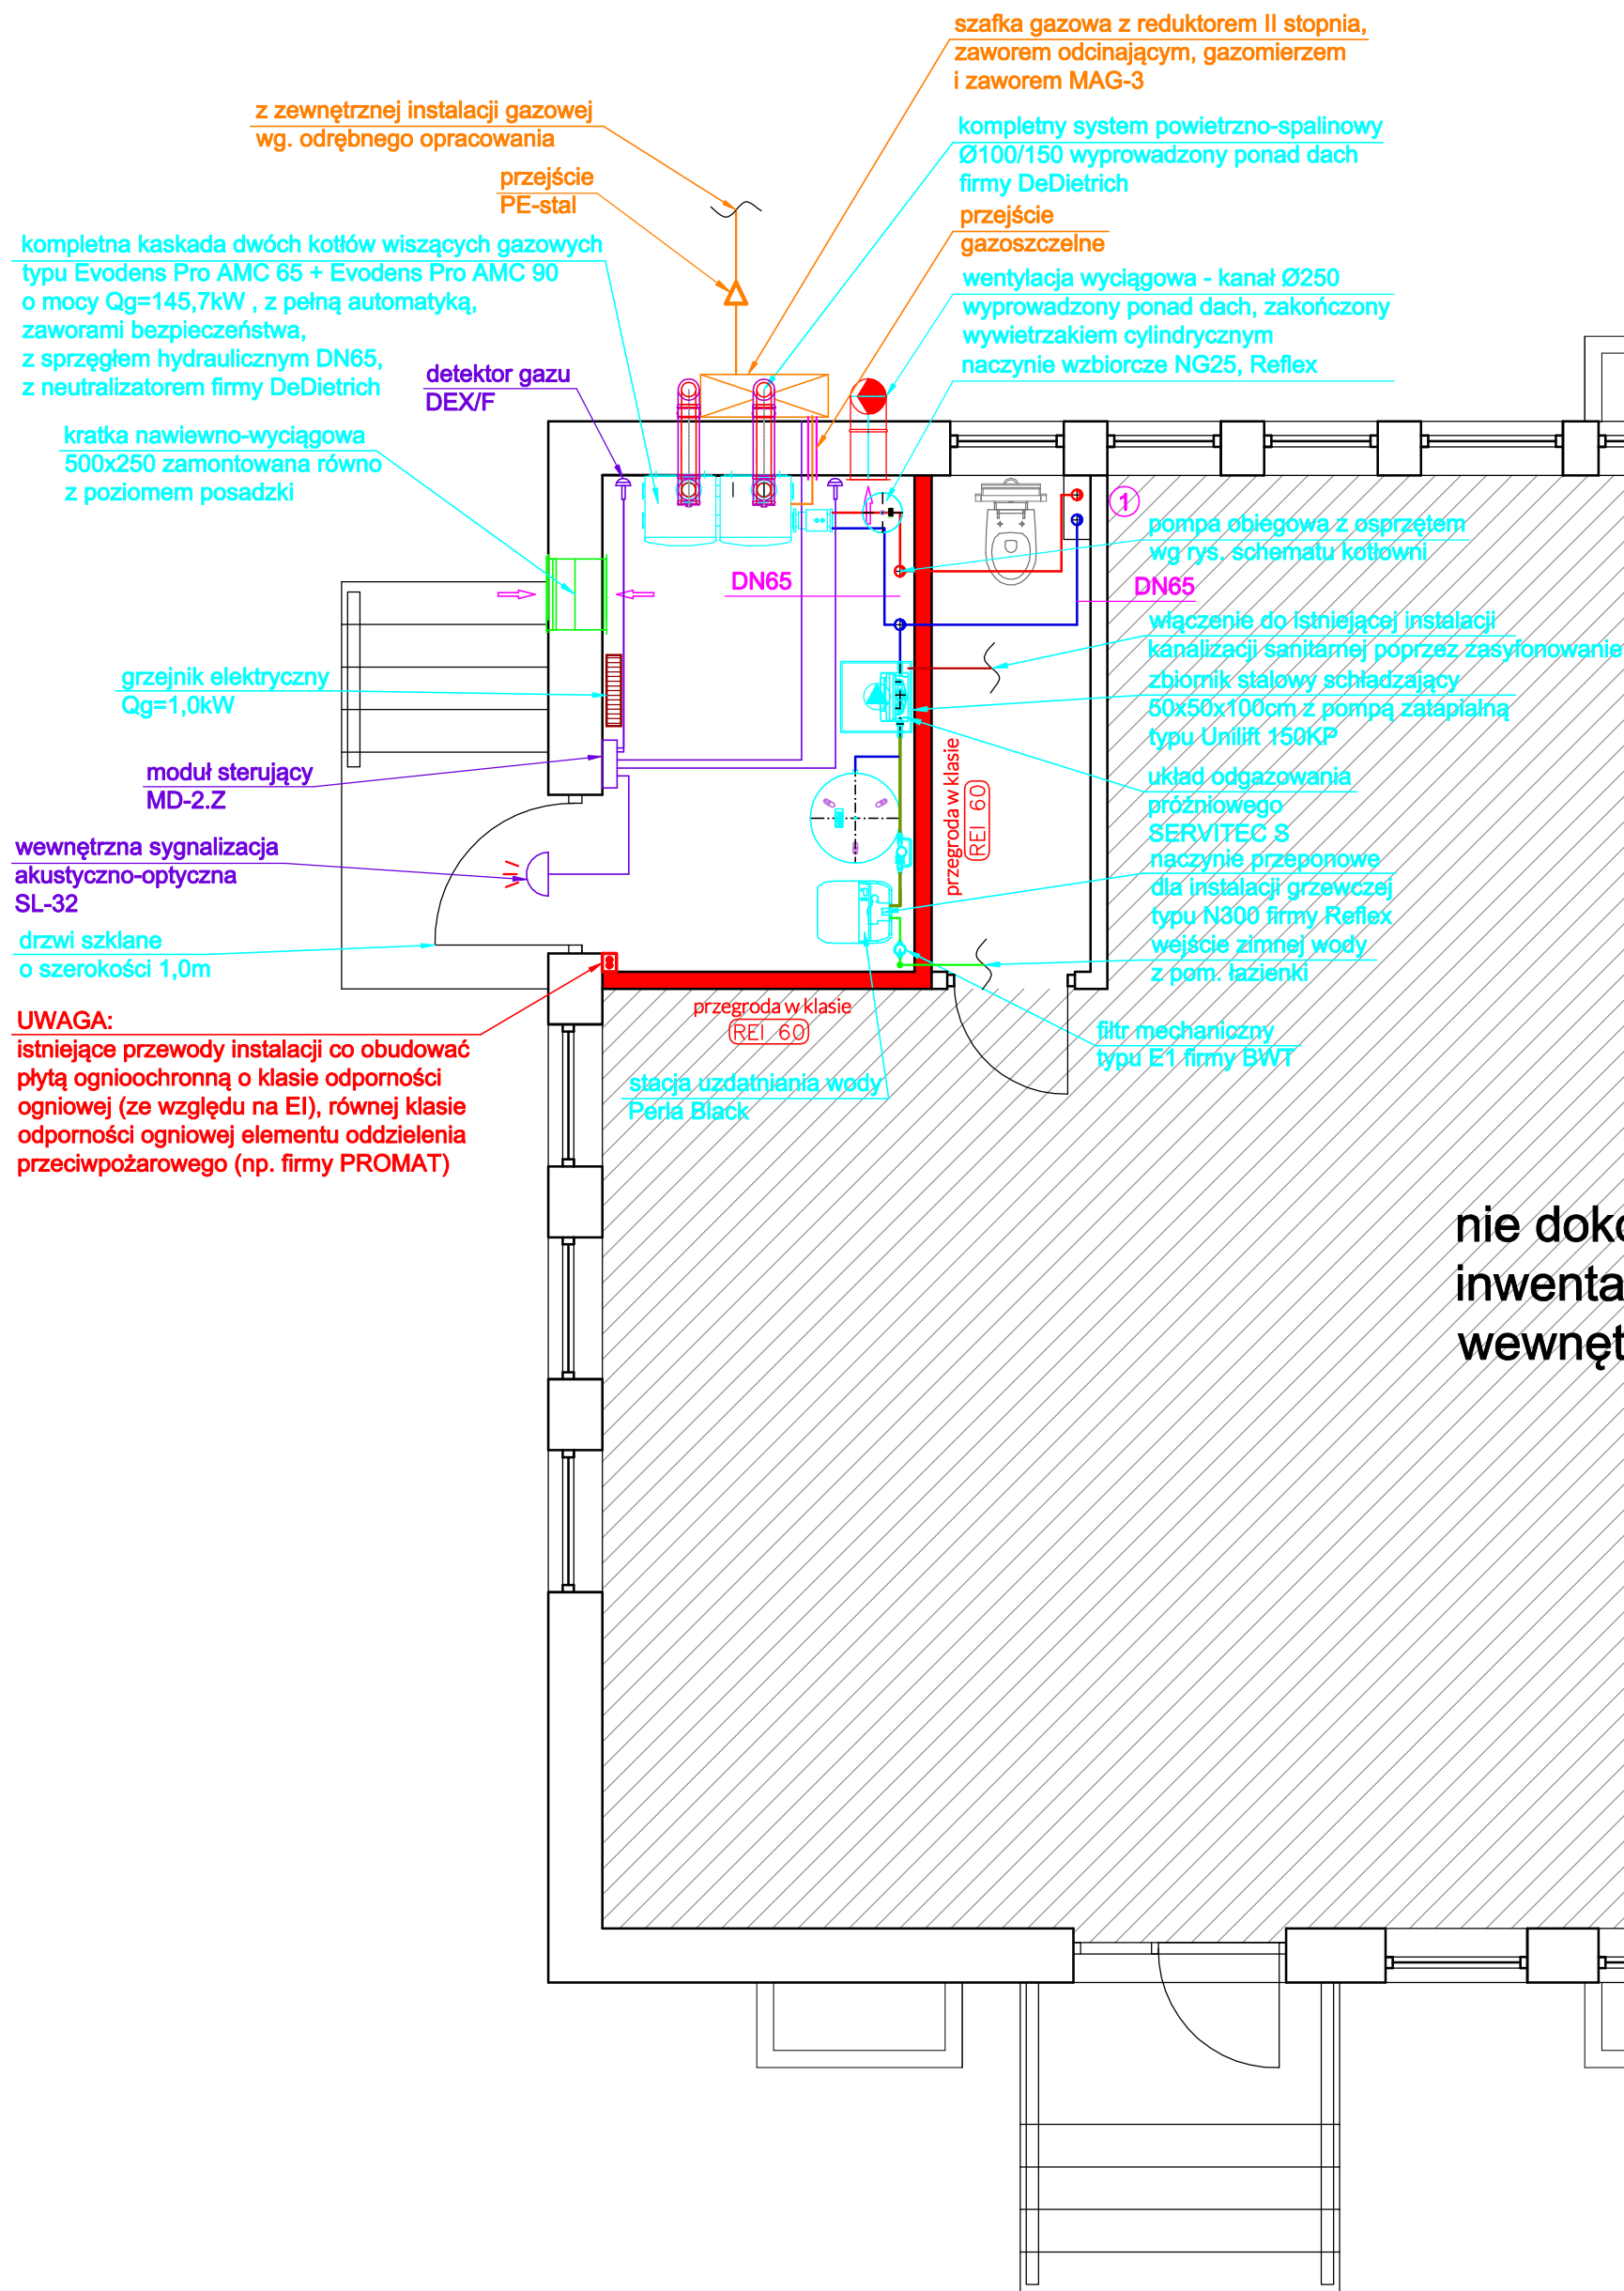 szafka gazowa z reduktorem II stopnia,
zaworem odcinającym, gazomierzem
i zaworem MAG-3
z zewnętrznej instalacji gazowej
wg. odrębnego opracowania
kompletny system powietrzno-spalinowy
Ø100/150 wyprowadzony ponad dach
firmy DeDietrich
przejście
PE-stal
przejście
gazoszczelne
kompletna kaskada dwóch kotłów wiszących gazowych
typu Evodens Pro AMC 65 + Evodens Pro AMC 90
o mocy Qg=145,7kW , z pełną automatyką,
zaworami bezpieczeństwa,
z sprzęgłem hydraulicznym DN65,
z neutralizatorem firmy DeDietrich
wentylacja wyciągowa - kanał Ø250
wyprowadzony ponad dach, zakończony
wywietrzakiem cylindrycznym
naczynie wzbiorcze NG25, Reflex
detektor gazu
DEX/F
kratka nawiewno-wyciągowa
500x250 zamontowana równo
z poziomem posadzki
1
pompa obiegowa z osprzętem
wg rys. schematu kotłowni
DN65
DN65
włączenie do istniejącej instalacji
kanalizacji sanitarnej poprzez zasyfonowanie
grzejnik elektryczny
Qg=1,0kW
zbiornik stalowy schładzający
50x50x100cm z pompą zatapialną
typu Unilift 150KP
moduł sterujący
MD-2.Z
przegroda w klasie
REI 60
układ odgazowania
próżniowego
SERVITEC S
wewnętrzna sygnalizacja
akustyczno-optyczna
SL-32
naczynie przeponowe
dla instalacji grzewczej
typu N300 firmy Reflex
drzwi szklane
o szerokości 1,0m
wejście zimnej wody
z pom. łazienki
przegroda w klasie
REI 60
UWAGA:
istniejące przewody instalacji co obudować
płytą ognioochronną o klasie odporności
ogniowej (ze względu na EI), równej klasie
odporności ogniowej elementu oddzielenia
przeciwpożarowego (np. firmy PROMAT)
filtr mechaniczny
typu E1 firmy BWT
stacja uzdatniania wody
Perla Black
nie doko
inwenta
wewnęt